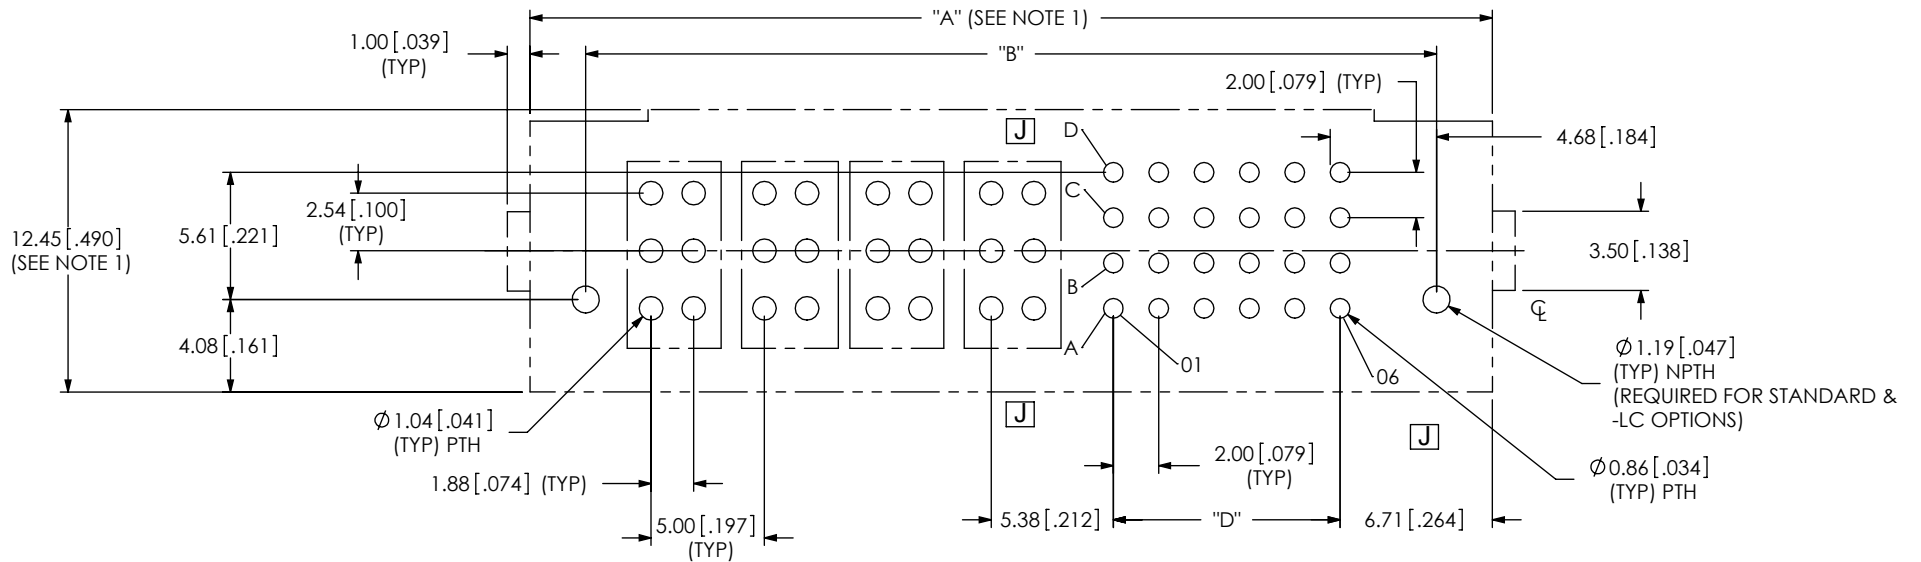 "A" (SEE NOTE 1)
1.00 [.039]
(TYP)
"B"
2.00 [.079] (TYP)
J
D
4.68 [.184]
C
2.54 [.100]
(TYP)
5.61 [.221]
12.45 [.490]
(SEE NOTE 1)
3.50 [.138]
B
℄
4.08 [.161]
A
01
06
Ø 1.19 [.047]
(TYP) NPTH
(REQUIRED FOR STANDARD &
-LC OPTIONS)
Ø 1.04 [.041]
(TYP) PTH
J
J
2.00 [.079]
(TYP)
Ø 0.86 [.034]
(TYP) PTH
1.88 [.074] (TYP)
5.00 [.197]
(TYP)
5.38 [.212]
"D"
6.71 [.264]